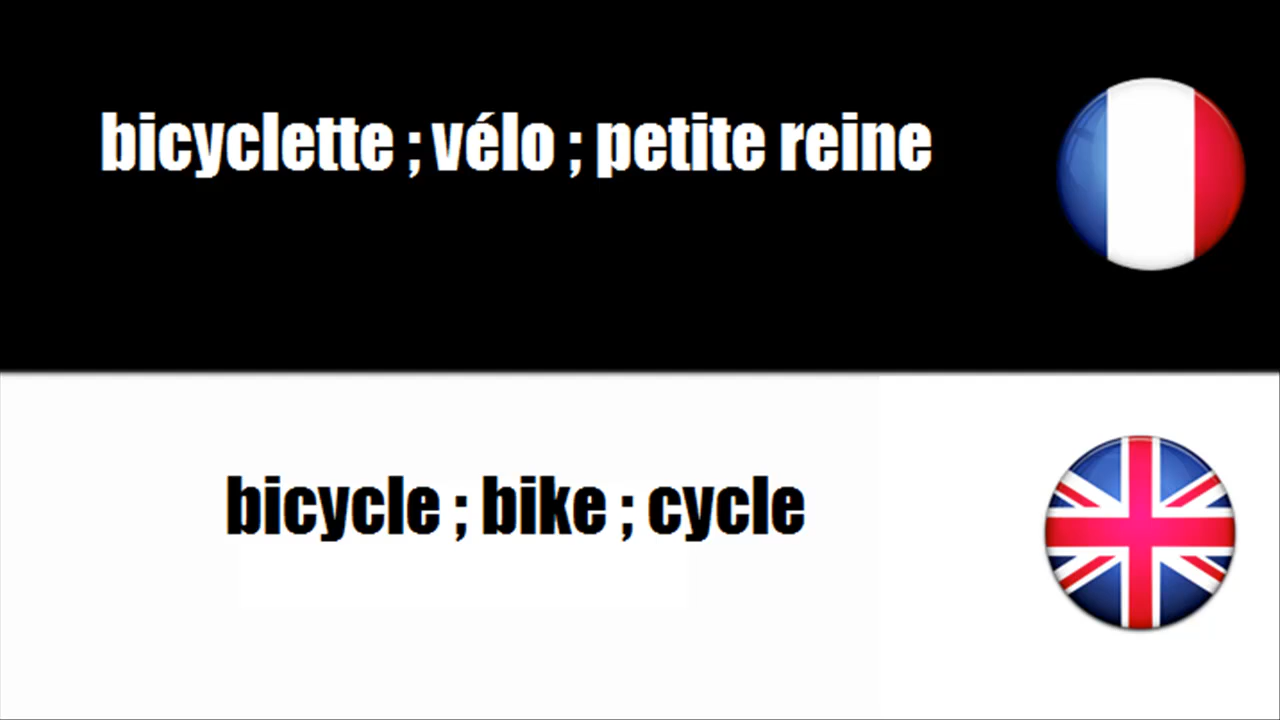 bicyclette ; vélo ; petite reine
bicycle ; bike ; cycle